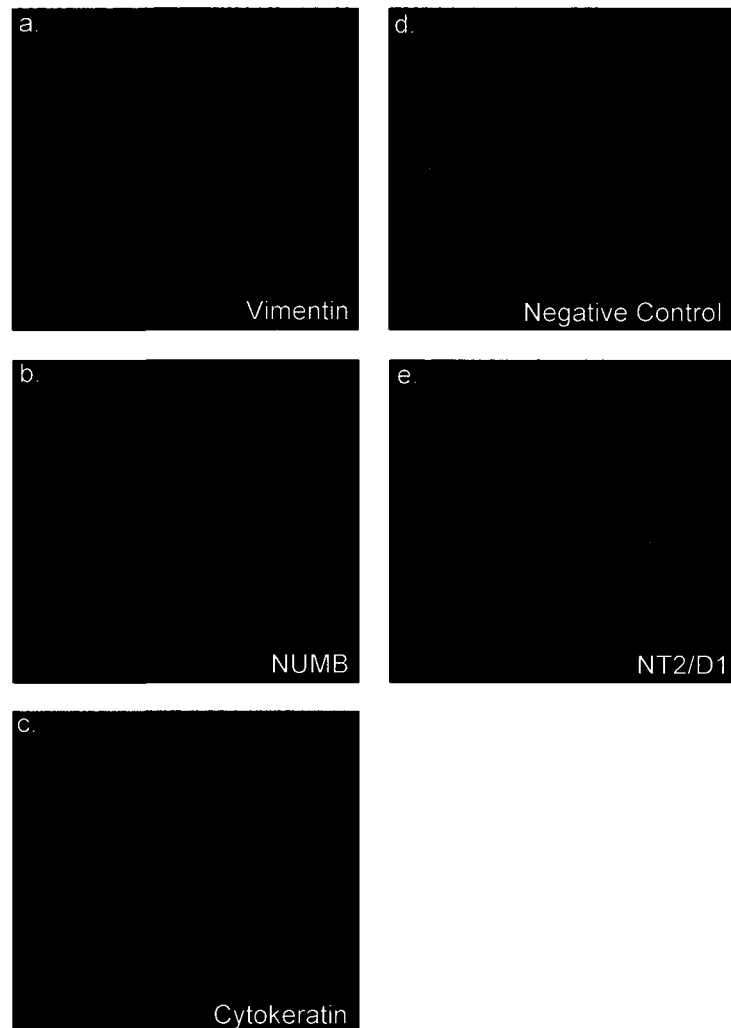 a.
Vimentin
b.
NUMB
c.
Cytokeratin
d.
Negative Control
e.
NT2/D1